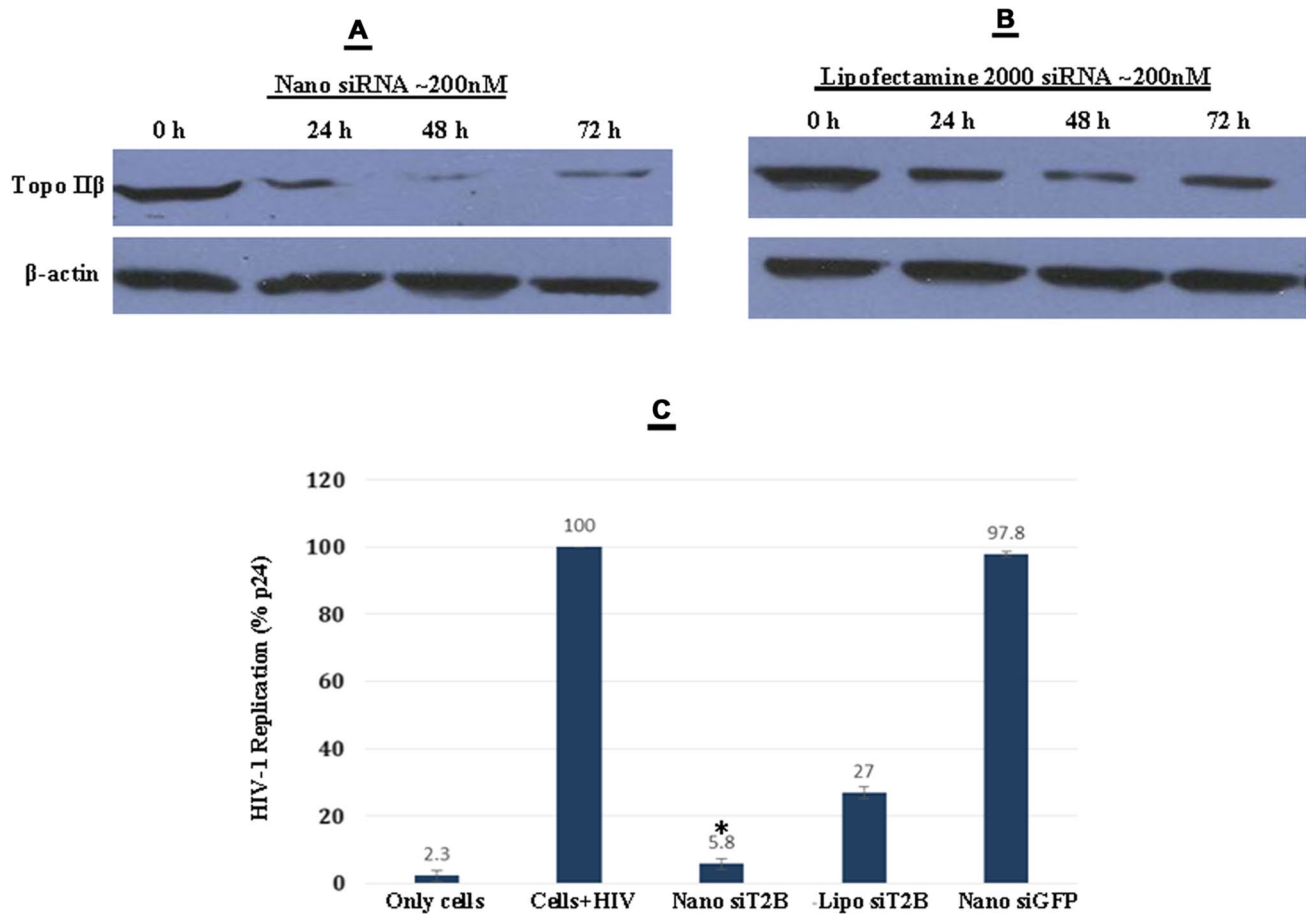 A
Nano siRNA ~200nM
0 h 24 h 48 h 72 h
Topo IIβ
β-actin
B
Lipofectamine 2000 siRNA ~200nM
0 h 24 h 48 h 72 h
C
HIV-1 Replication (% p24)
120
100
80
60
40
20
0
2.3
100
*
5.8
27
97.8
Only cells Cells+HIV Nano siT2B -Lipo siT2B Nano siGFP